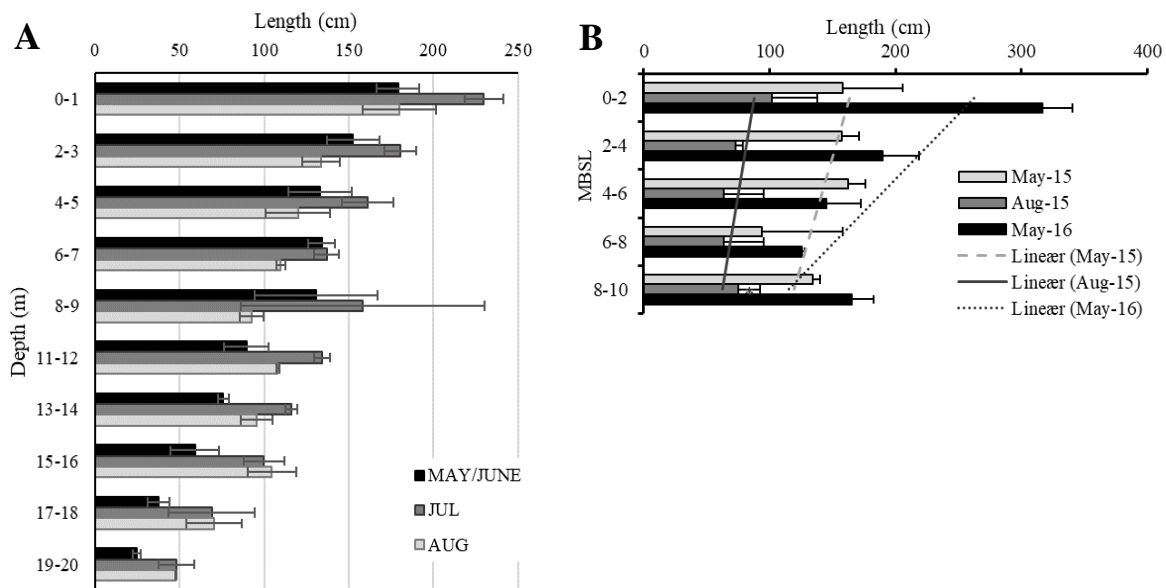 A
Length (cm)
0 50 100 150 200 250
Depth (m)
0-1
2-3
4-5
6-7
8-9
11-12
13-14
15-16
17-18
19-20
MAY/JUNE
JUL
AUG
B
Length (cm)
0 100 200 300 400
MBSL
0-2
2-4
4-6
6-8
8-10
May-15
Aug-15
May-16
Lineær (May-15)
Lineær (Aug-15)
Lineær (May-16)